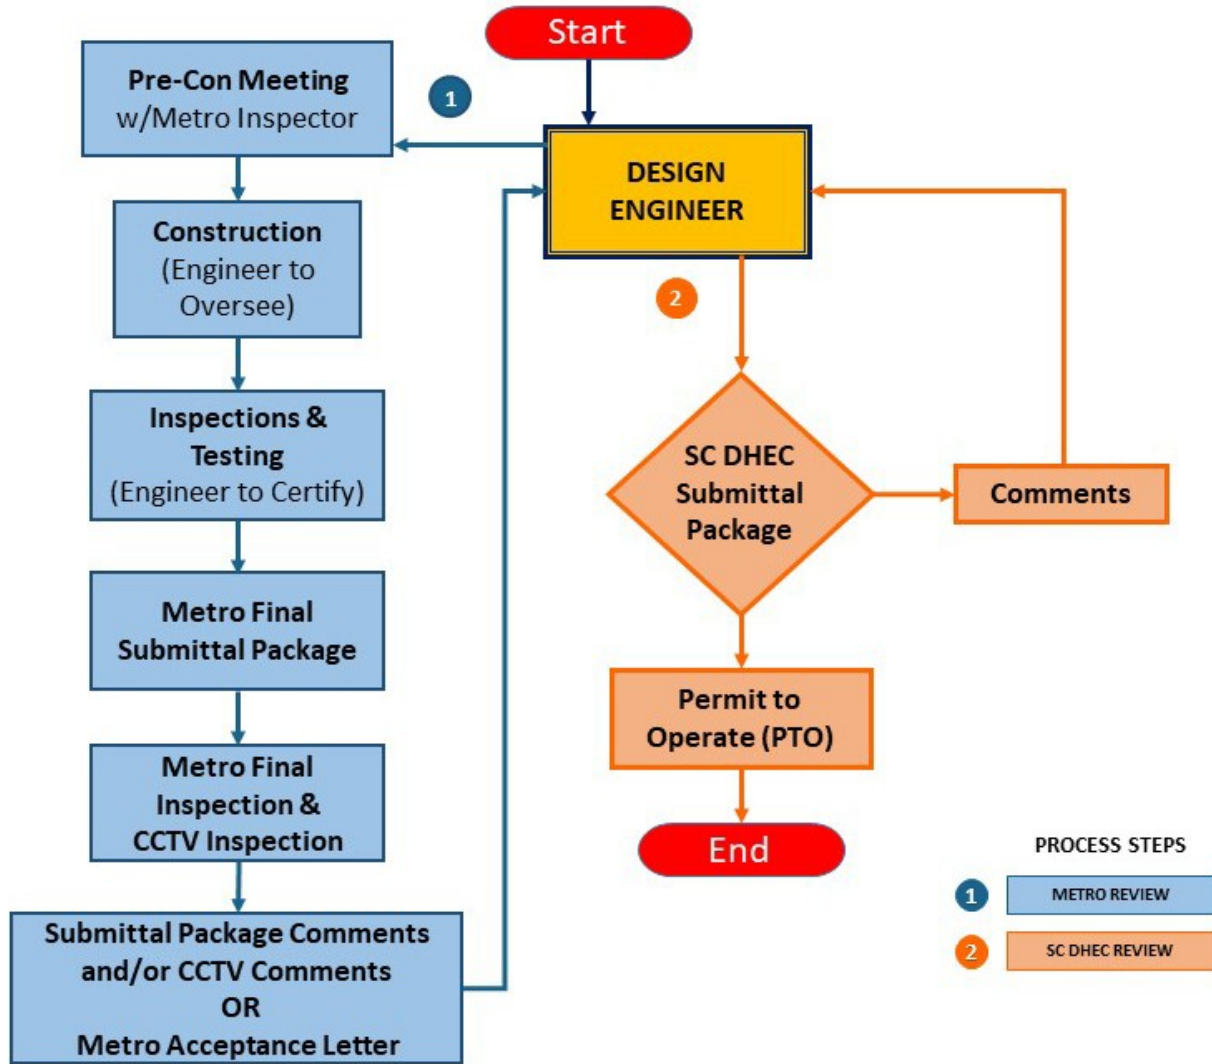 Start
Pre-Con Meeting
w/Metro Inspector
1
DESIGN
ENGINEER
Construction
(Engineer to
Oversee)
2
Inspections &
Testing
(Engineer to Certify)
SC DHEC
Submittal
Package
Comments
Metro Final
Submittal Package
Permit to
Operate (PTO)
Metro Final
Inspection &
CCTV Inspection
End
Submittal Package Comments
and/or CCTV Comments
OR
Metro Acceptance Letter
PROCESS STEPS
1 METRO REVIEW
2 SC DHEC REVIEW